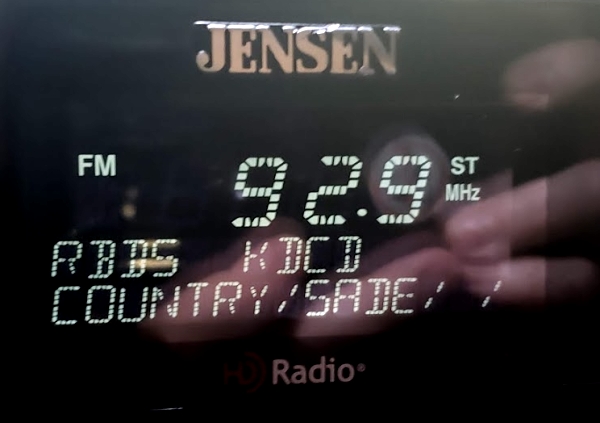 JENSEN
FM 92.9 ST
MHz
RBDS KDCD
COUNTRY/SADE/ /
HD Radio®